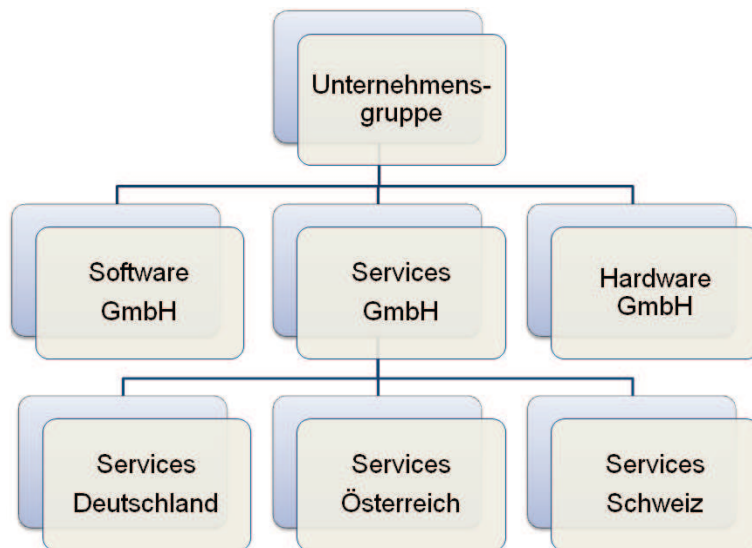 Unternehmens-
gruppe
Software
GmbH
Services
GmbH
Hardware
GmbH
Services
Deutschland
Services
Österreich
Services
Schweiz